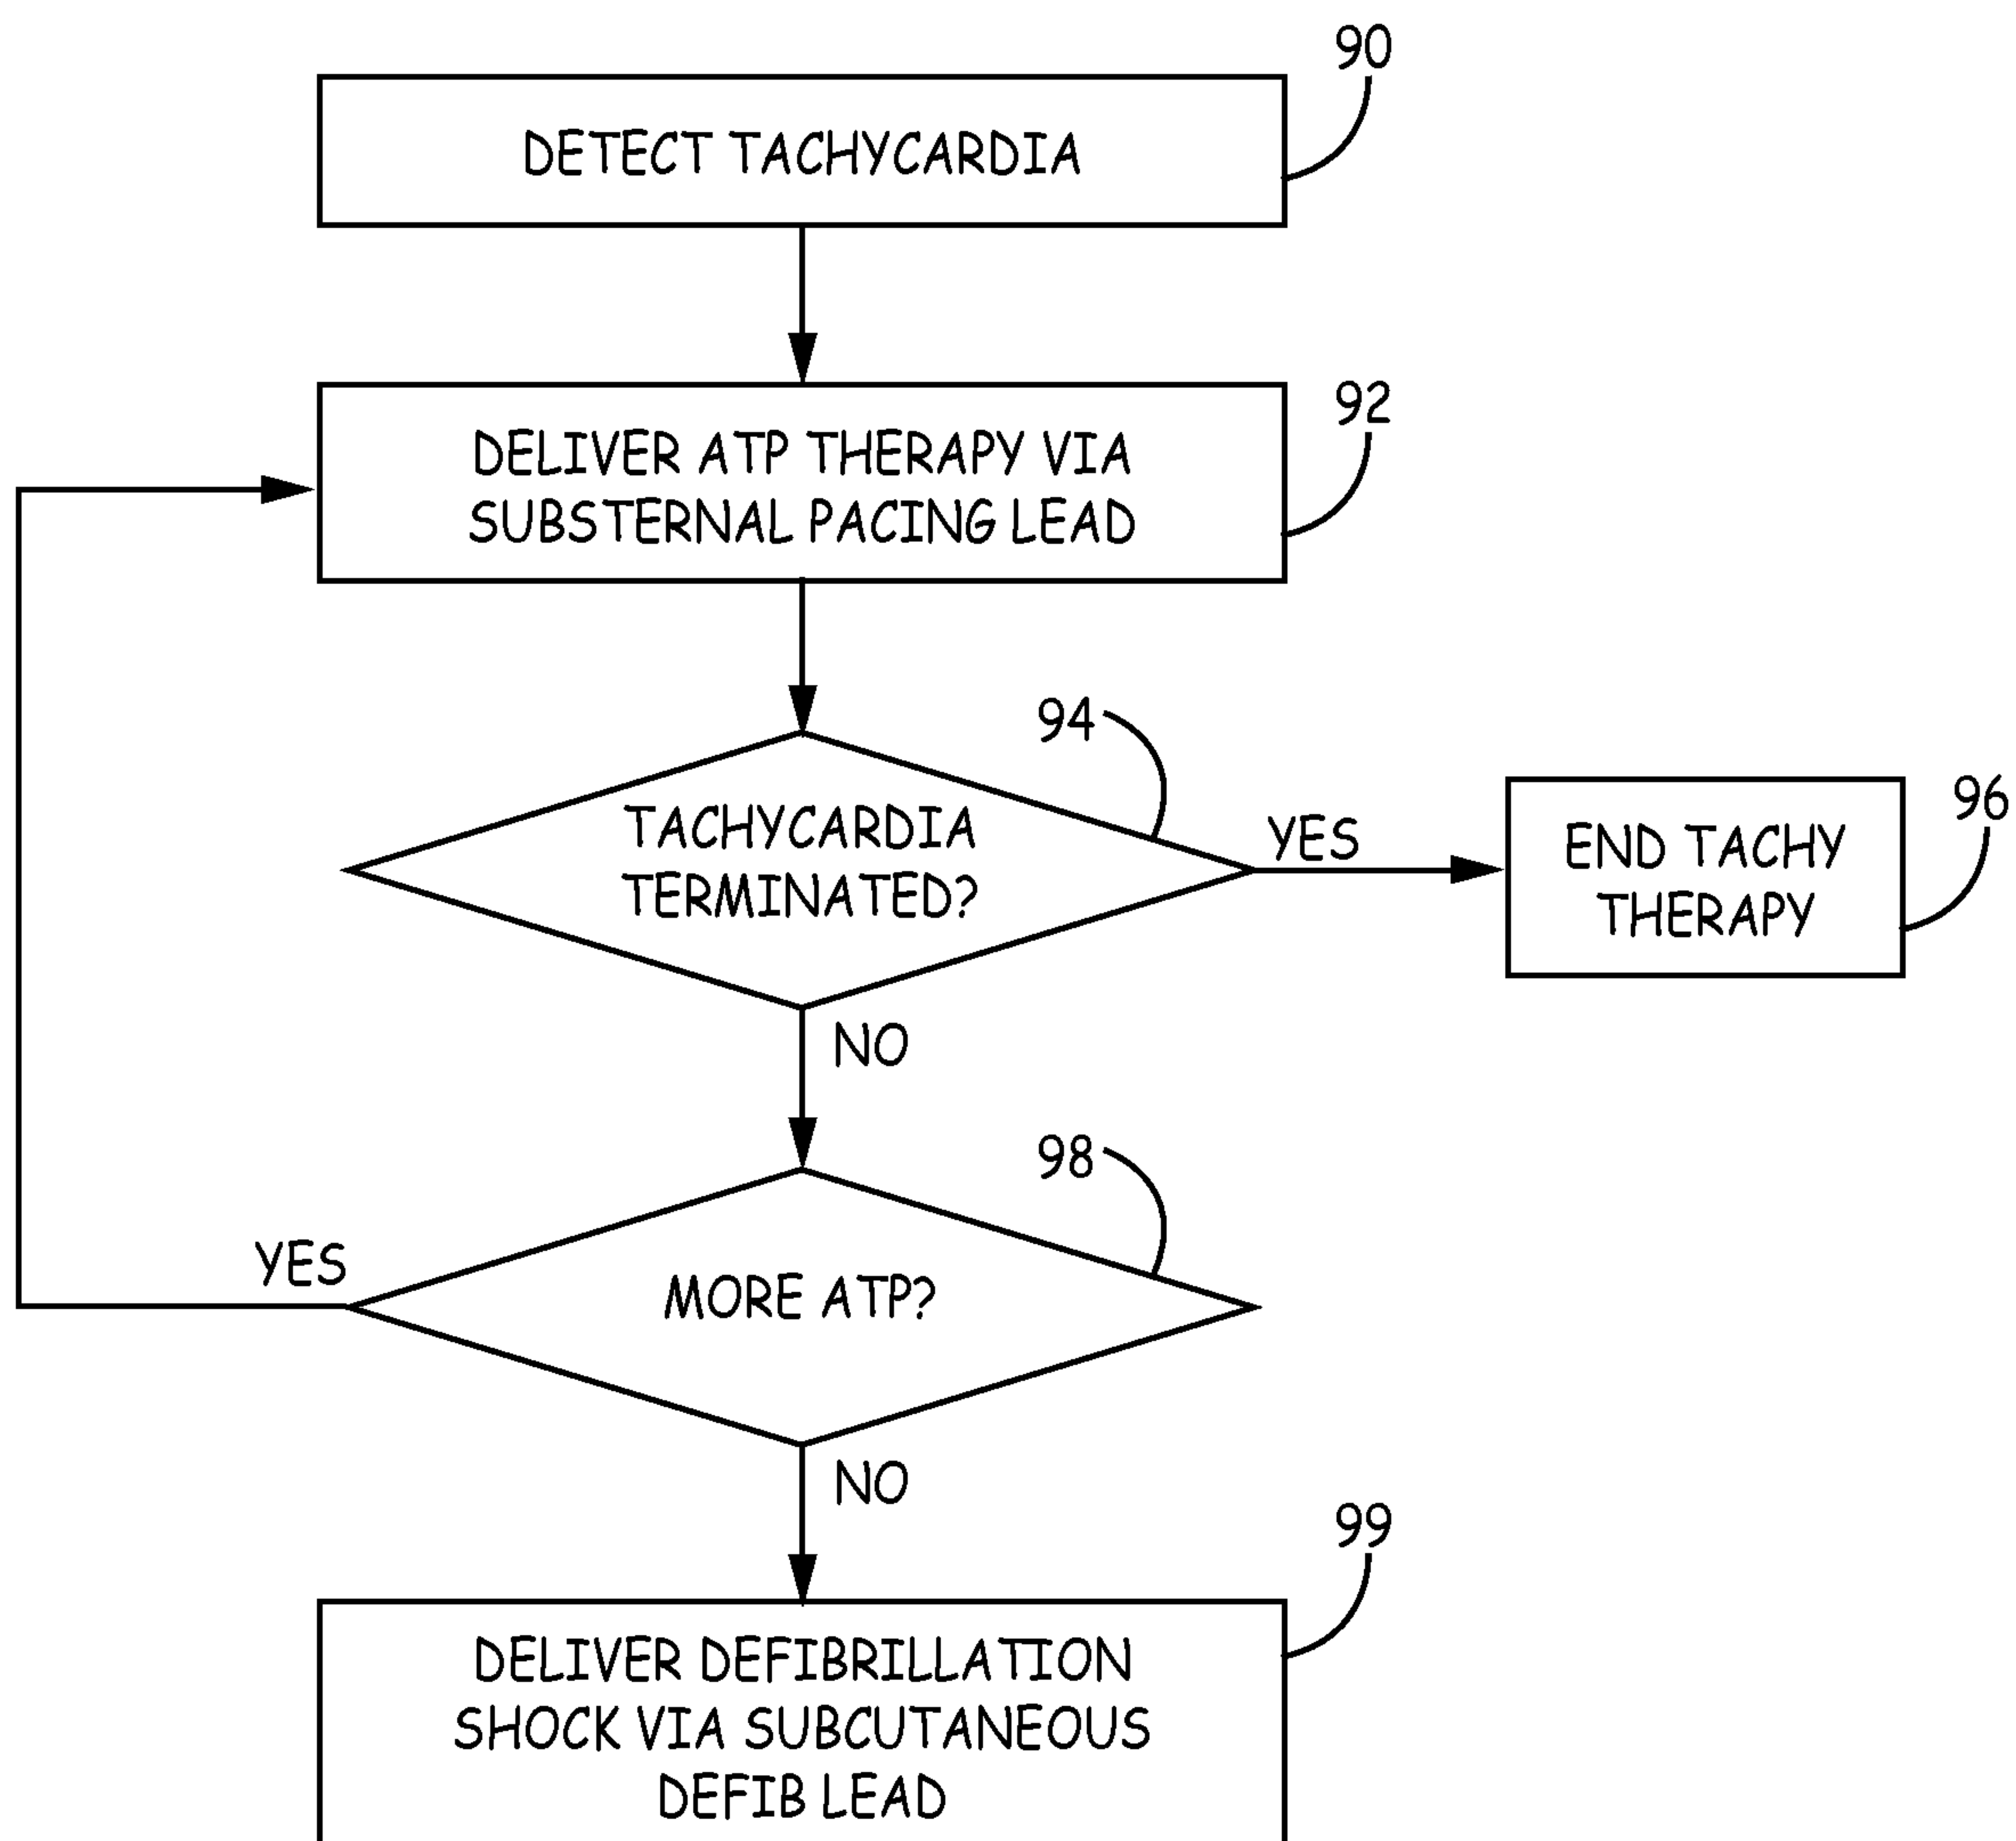 90
DETECT TACHYCARDIA
92
DELIVER ATP THERAPY VIA
SUBSTERNAL PACING LEAD
94
TACHYCARDIA
TERMINATED?
YES
96
END TACHY
THERAPY
NO
98
YES
MORE ATP?
NO
99
DELIVER DEFIBRILLATION
SHOCK VIA SUBCUTANEOUS
DEFIB LEAD